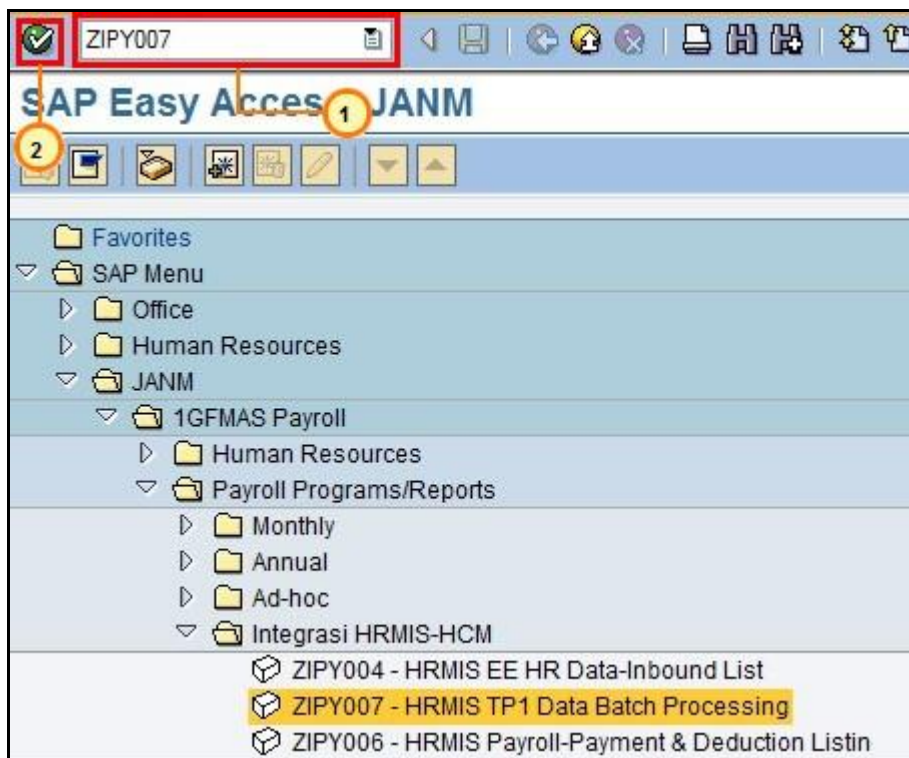 ZIPY007
SAP Easy Acces JANM
1
2
Favorites
SAP Menu
Office
Human Resources
JANM
1GFMAS Payroll
Human Resources
Payroll Programs/Reports
Monthly
Annual
Ad-hoc
Integrasi HRMIS-HCM
ZIPY004 - HRMIS EE HR Data-Inbound List
ZIPY007 - HRMIS TP1 Data Batch Processing
ZIPY006 - HRMIS Payroll-Payment & Deduction Listin